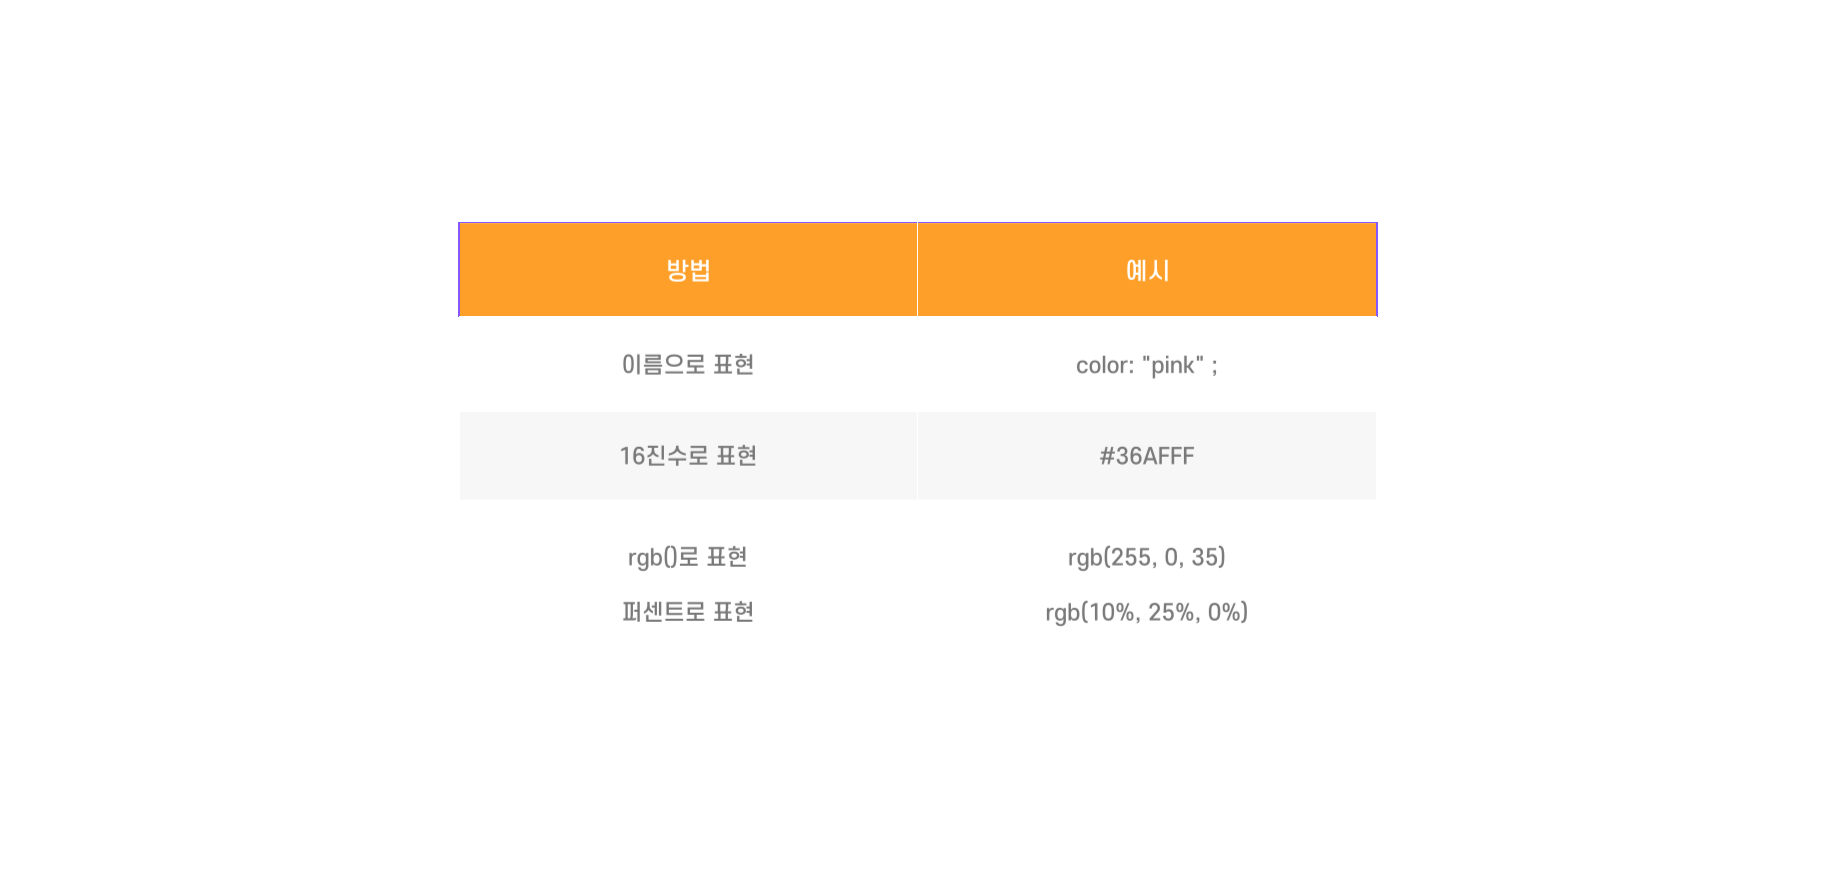 방법 예시
이름으로 표현 color: "pink" ;
16진수로 표현 #36AFFF
rgb()로 표현 rgb(255, 0, 35)
퍼센트로 표현 rgb(10%, 25%, 0%)